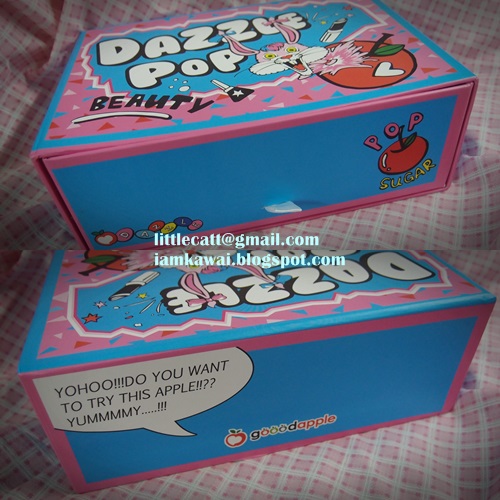 DAZZLE
POP
BEAUTY
POP
SUGAR
littlecatt@gmail.com
iamkawai.blogspot.com
DAZZLE
YOHOO!!!DO YOU WANT
TO TRY THIS APPLE!!??
YUMMMMY.....!!!
gooodapple